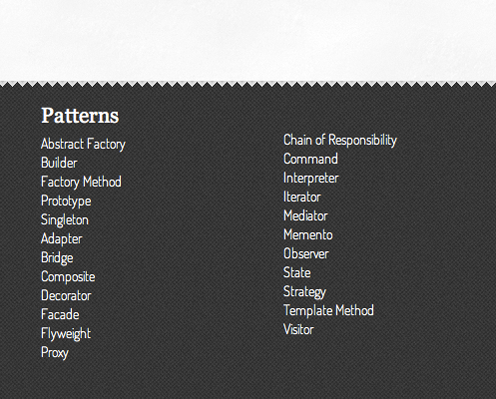 Patterns
Abstract Factory
Builder
Factory Method
Prototype
Singleton
Adapter
Bridge
Composite
Decorator
Facade
Flyweight
Proxy
Chain of Responsibility
Command
Interpreter
Iterator
Mediator
Memento
Observer
State
Strategy
Template Method
Visitor